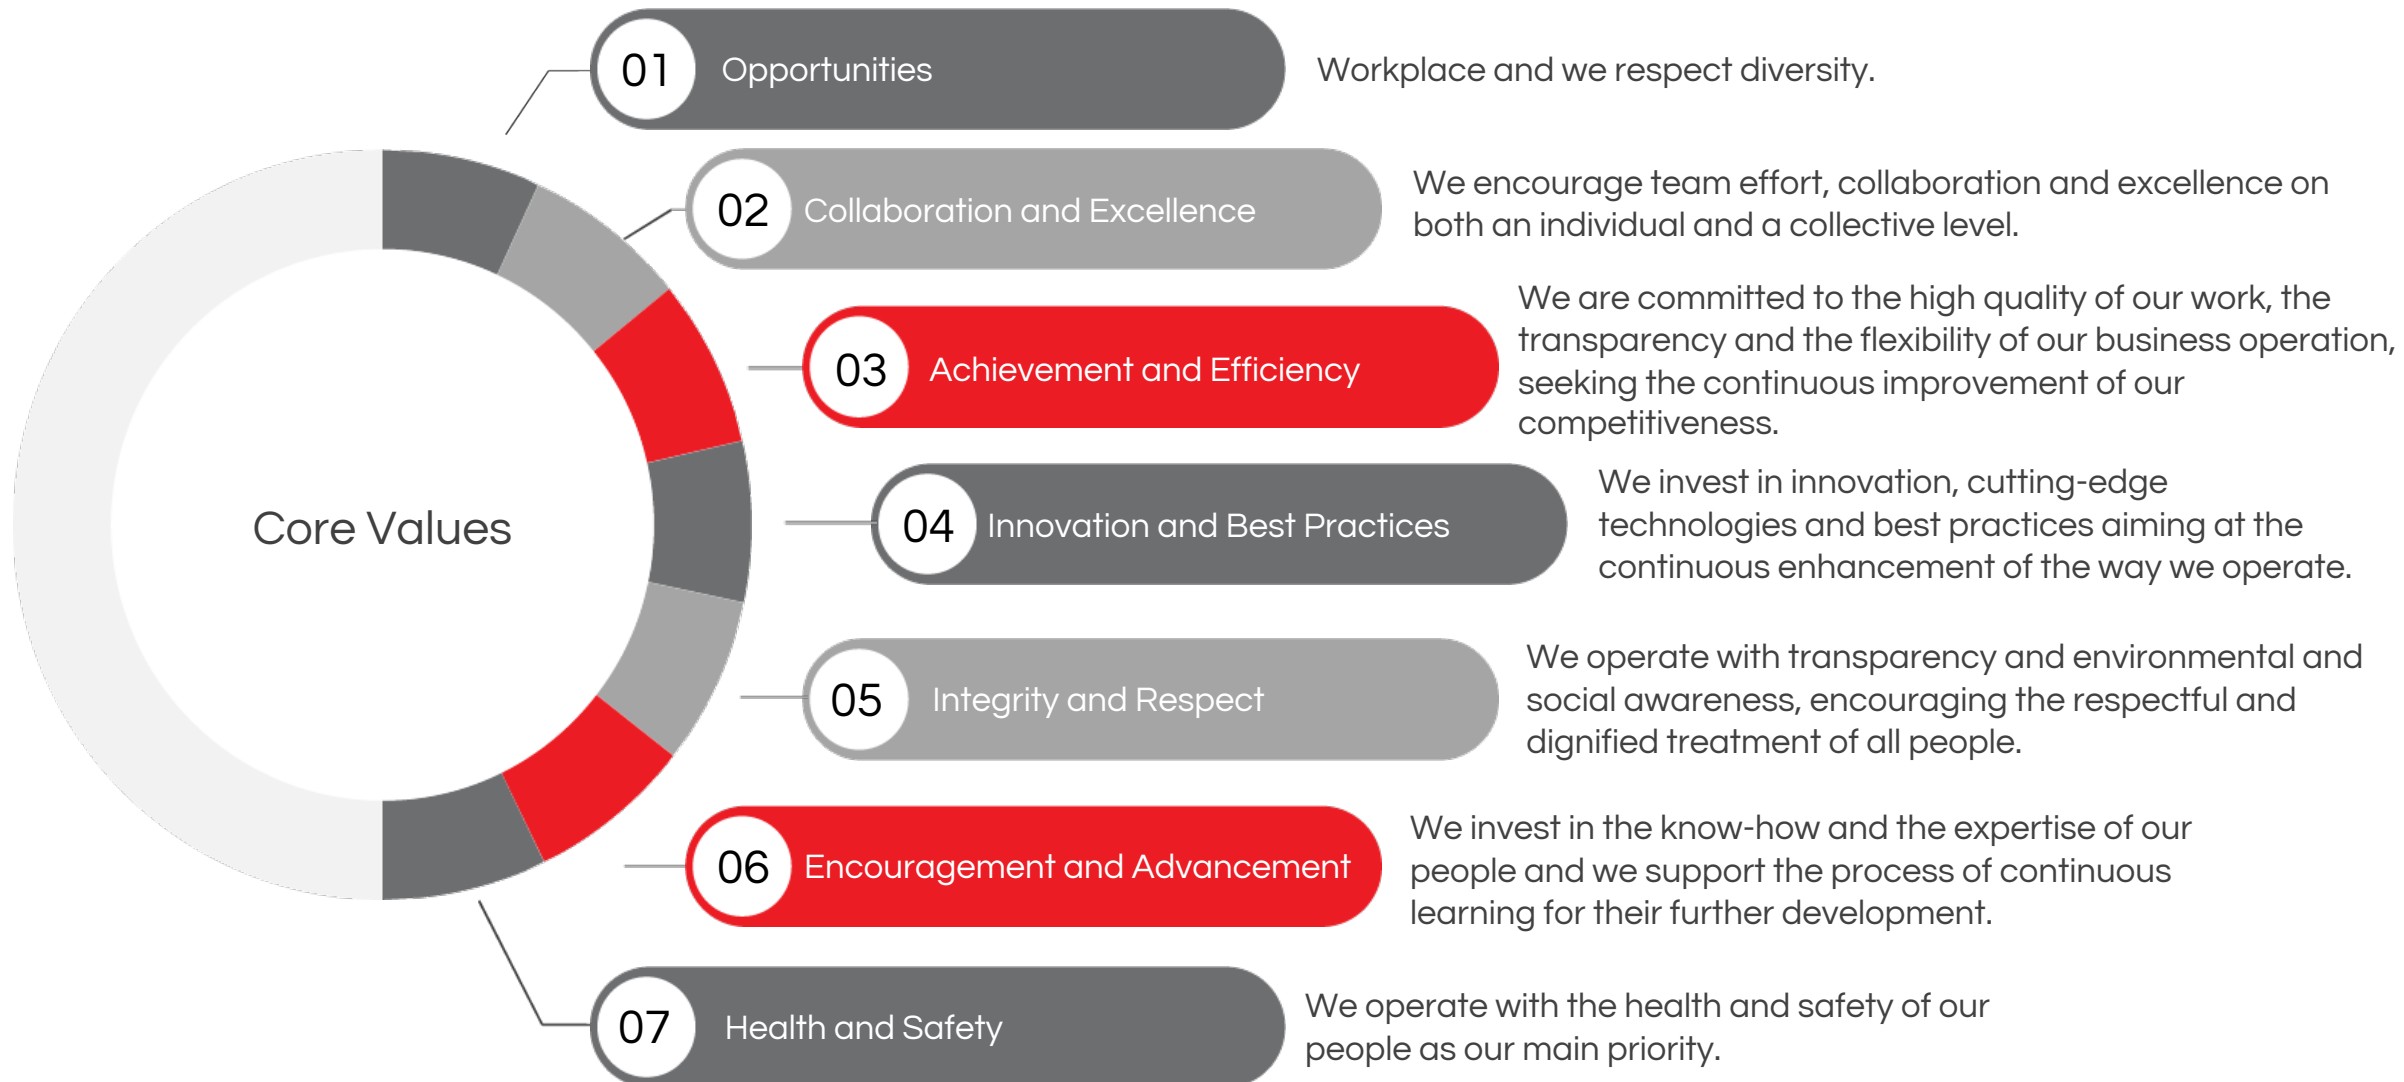 01
Opportunities
Workplace and we respect diversity.
02
Collaboration and Excellence
We encourage team effort, collaboration and excellence on
both an individual and a collective level.
03
Achievement and Efficiency
We are committed to the high quality of our work, the
transparency and the flexibility of our business operation,
seeking the continuous improvement of our
competitiveness.
Core Values
04
Innovation and Best Practices
We invest in innovation, cutting-edge
technologies and best practices aiming at the
continuous enhancement of the way we operate.
05
Integrity and Respect
We operate with transparency and environmental and
social awareness, encouraging the respectful and
dignified treatment of all people.
06
Encouragement and Advancement
We invest in the know-how and the expertise of our
people and we support the process of continuous
learning for their further development.
07
Health and Safety
We operate with the health and safety of our
people as our main priority.